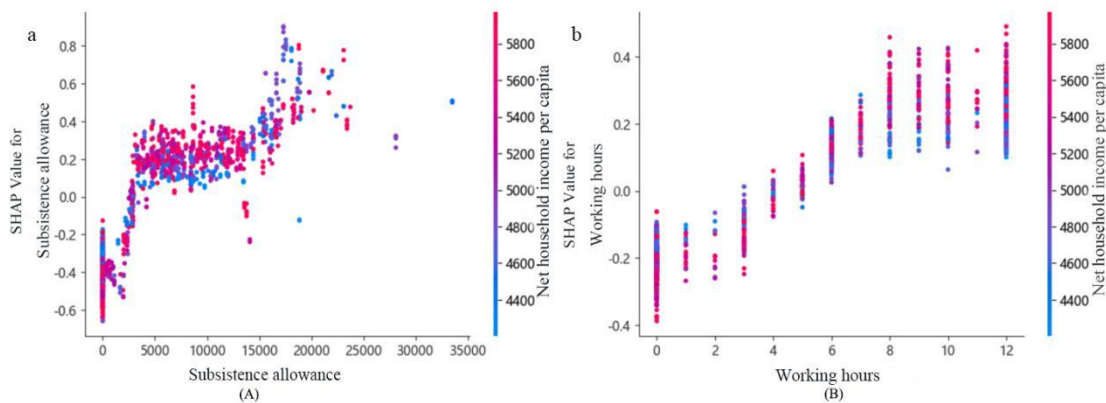 a
SHAP Value for
Subsistence allowance
0.8
0.6
0.4
0.2
0.0
-0.2
-0.4
-0.6
0 5000 10000 15000 20000 25000 30000 35000
Subsistence allowance
(A)
5800
5600
5400
5200
5000
4800
4600
4400
Net household income per capita
b
SHAP Value for
Working hours
0.4
0.2
0.0
-0.2
-0.4
0 2 4 6 8 10 12
Working hours
(B)
5800
5600
5400
5200
5000
4800
4600
4400
Net household income per capita